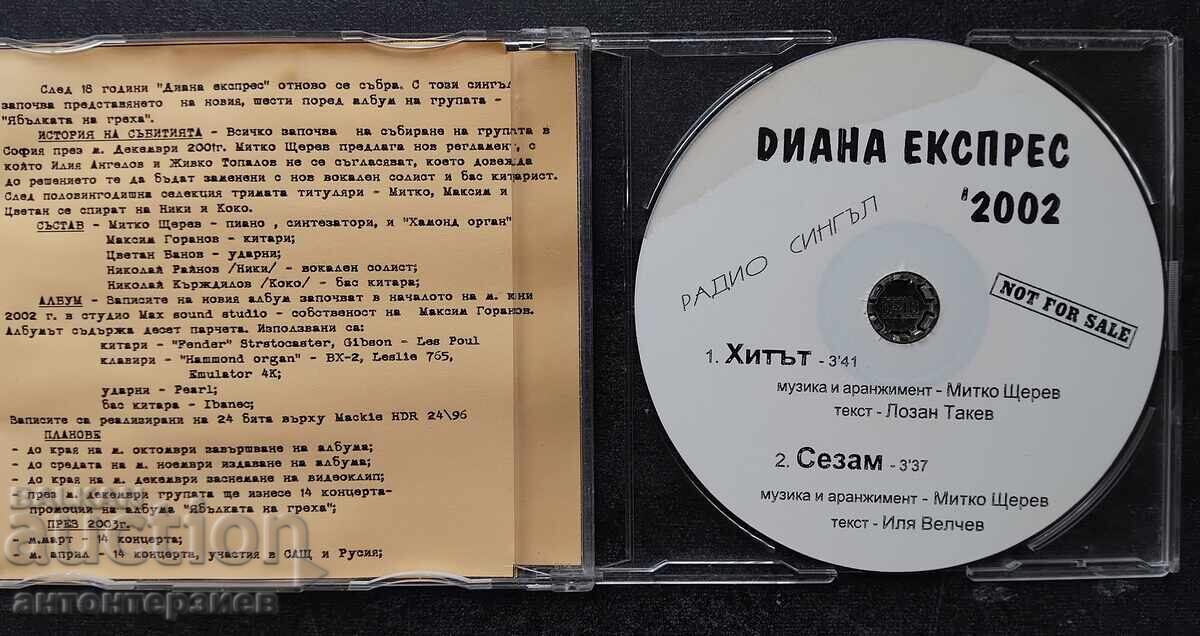 След 18 години "Диана експрес" отново се събра. С този сингъл
започва представянето на новия, шести поред албум на групата -
"Ябълката на греха".
ИСТОРИЯ НА СЪБИТИЯТА - Всичко започва на събиране на групата в
София през м. Декември 2001г. Митко Щерев предлага нов регламент, с
който Илия Ангелов и Живко Топалов не се съгласяват, което довежда
до решението те да бъдат заменени с нов вокален солист и бас китарист.
След половингодишна селекция тримата титуляри - Митко, Максим и
Цветан се спират на Ники и Коко.
СЪСТАВ - Митко Щерев - пиано , синтезатори, и "Хамонд орган"
Максим Горанов - китари;
Цветан Банов - ударни;
Николай Райнов /Ники/ - вокален солист;
Николай Кърждилов /Коко/ - бас китара;
АЛБУМ - Записите на новия албум започват в началото на м. юни
2002 г. в студио Max sound studio - собственост на Максим Горанов.
Албумът съдържа десет парчета. Използвани са:
китари - "Fender" Stratocaster, Gibson - Les Poul
клавири - "Hammond organ" - BX-2, Leslie 765,
Emulator 4K;
ударни - Pearl;
бас китара - Ibanec;
Записите са реализирани на 24 бита върху Mackie HDR 24\96
ПЛАНОВЕ
- до края на м. октомври завършване на албума;
- до средата на м. ноември издаване на албума;
- до края на м. декември заснемане на видеоклип;
- през м. декември групата ще изнесе 14 концерта-
промоции на албума "Ябълката на греха";
ПРЕЗ 2003г.
- м.март - 14 концерта;
- м. април - 14 концерта, участия в САЩ и Русия;
ДИАНА ЕКСПРЕС
'2002
РАДИО СИНГЪЛ
NOT FOR SALE
1. Хитът - 3'41
музика и аранжимент - Митко Щерев
текст - Лозан Такев
2. Сезам - 3'37
музика и аранжимент - Митко Щерев
текст - Иля Велчев
BALKAN
auction
антонтерзиев